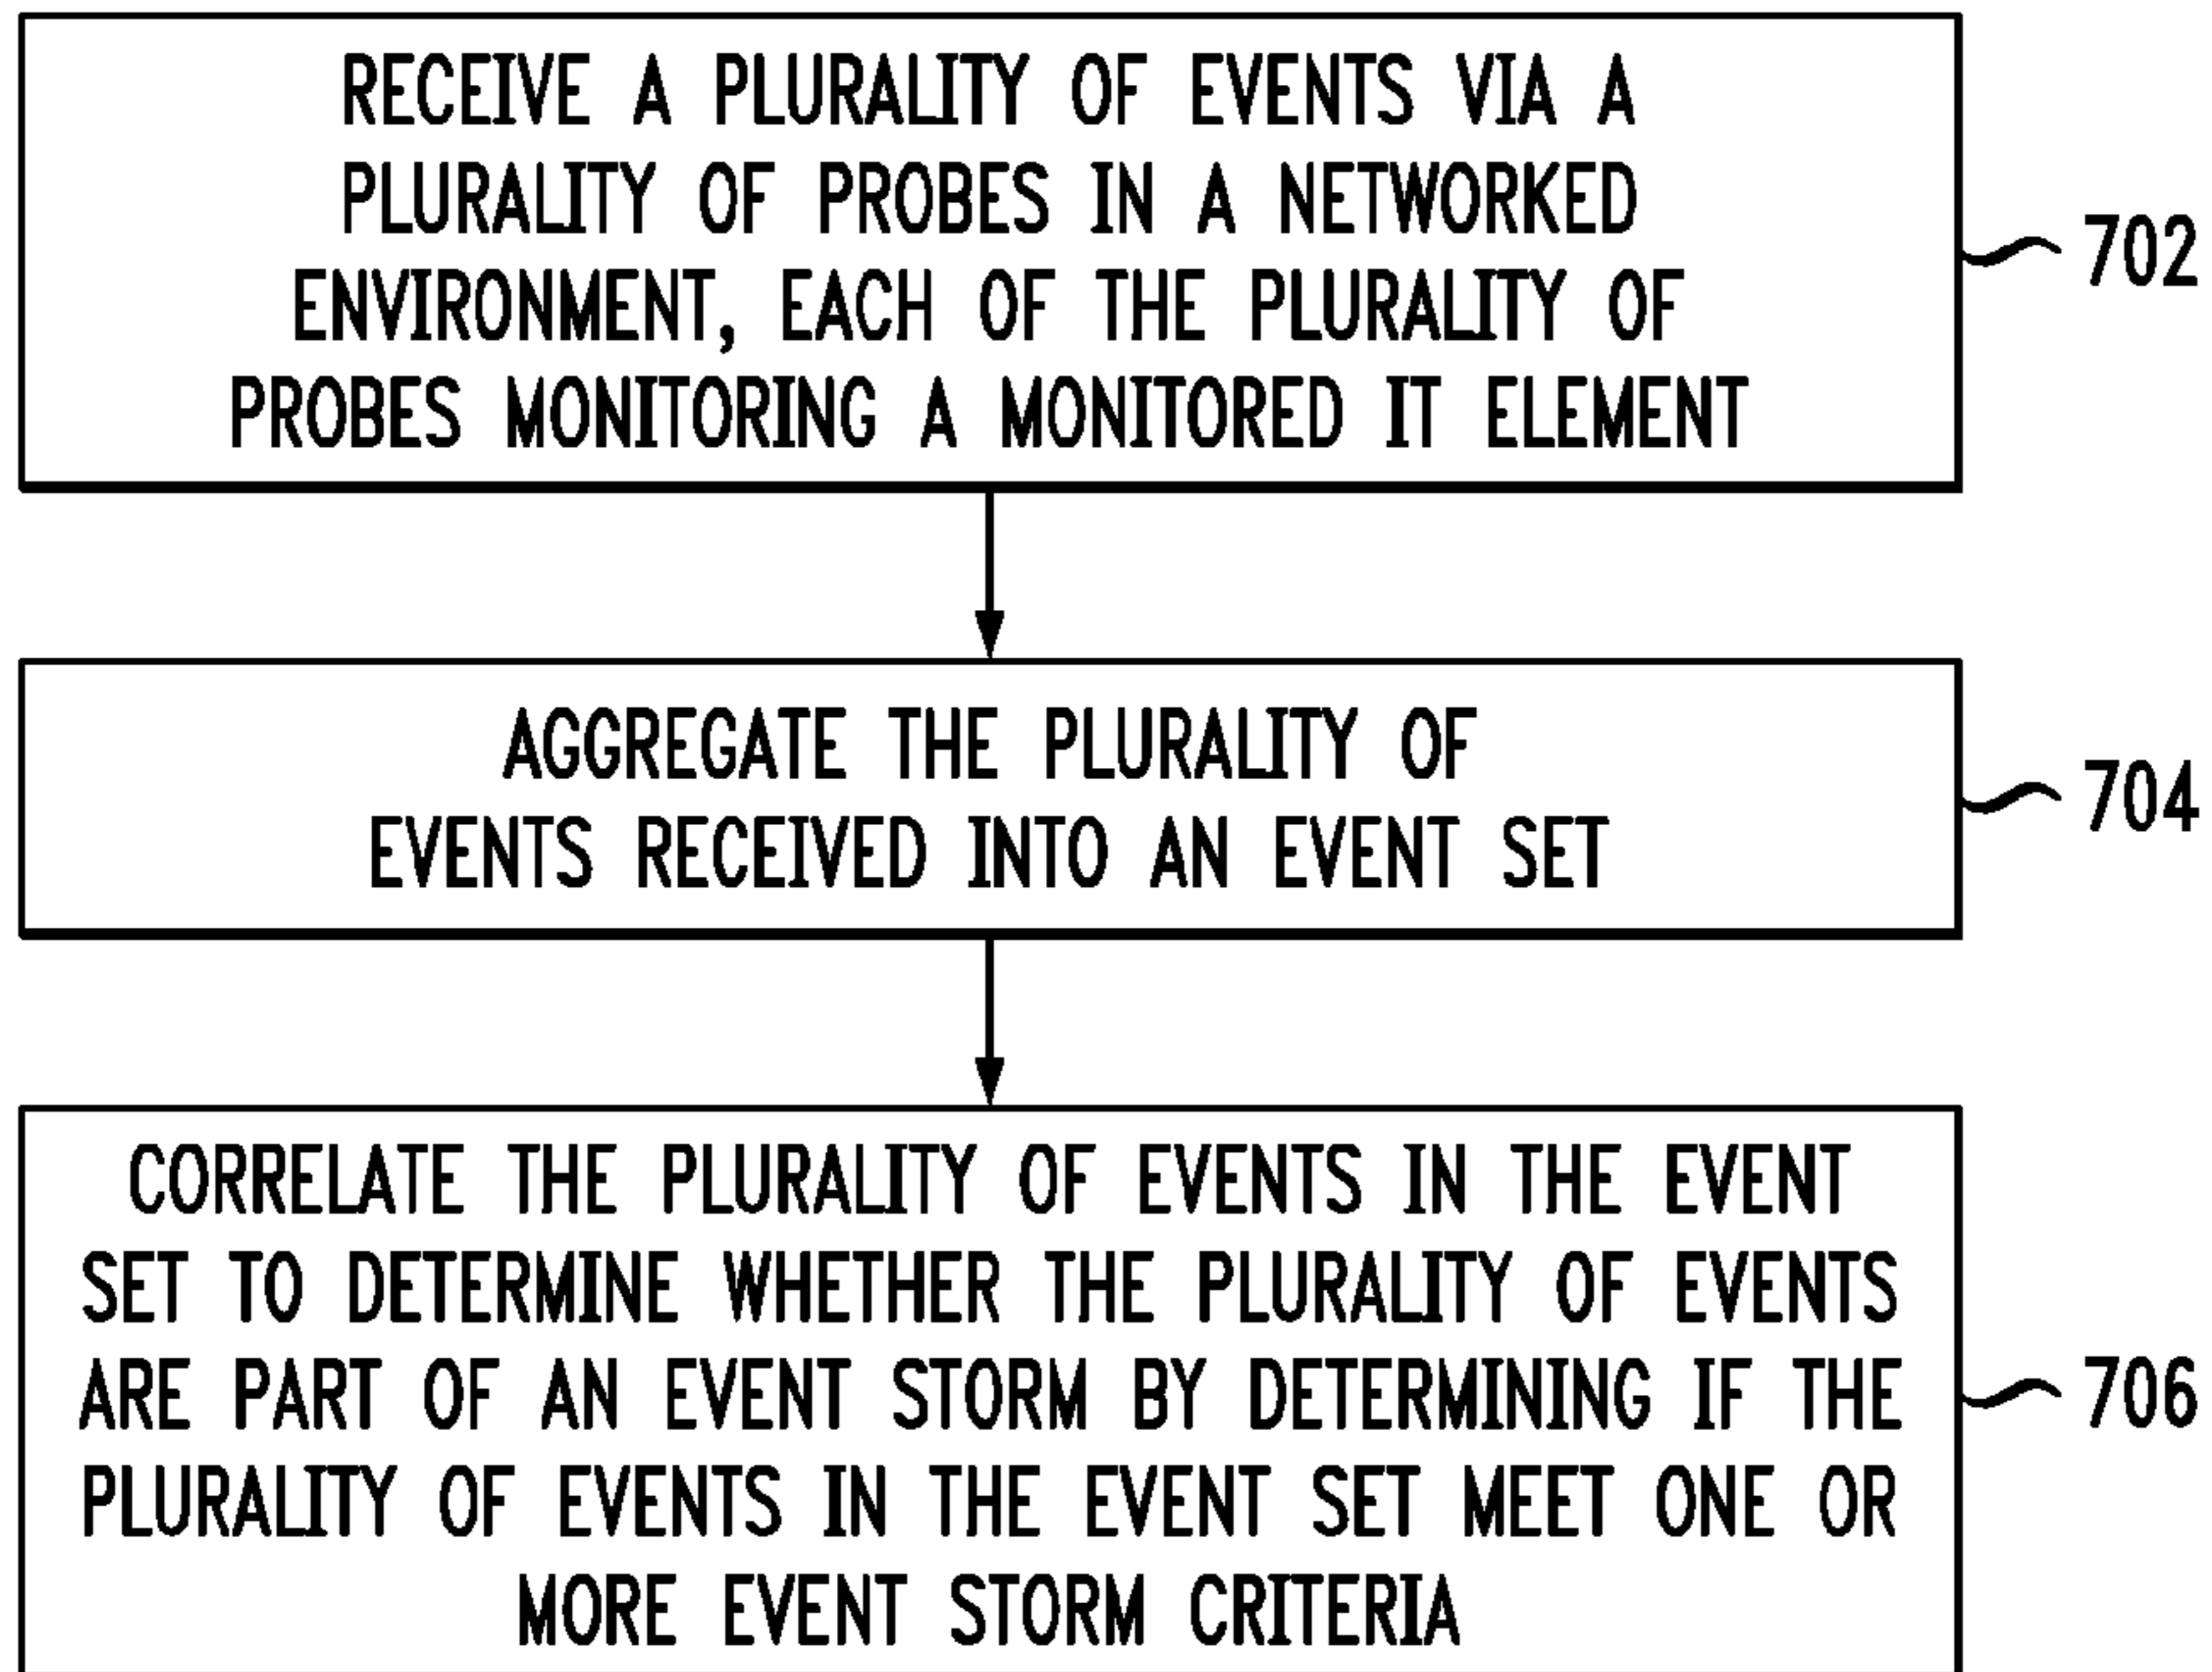 RECEIVE A PLURALITY OF EVENTS VIA A
PLURALITY OF PROBES IN A NETWORKED
ENVIRONMENT, EACH OF THE PLURALITY OF
PROBES MONITORING A MONITORED IT ELEMENT
702
AGGREGATE THE PLURALITY OF
EVENTS RECEIVED INTO AN EVENT SET
704
CORRELATE THE PLURALITY OF EVENTS IN THE EVENT
SET TO DETERMINE WHETHER THE PLURALITY OF EVENTS
ARE PART OF AN EVENT STORM BY DETERMINING IF THE
PLURALITY OF EVENTS IN THE EVENT SET MEET ONE OR
MORE EVENT STORM CRITERIA
706